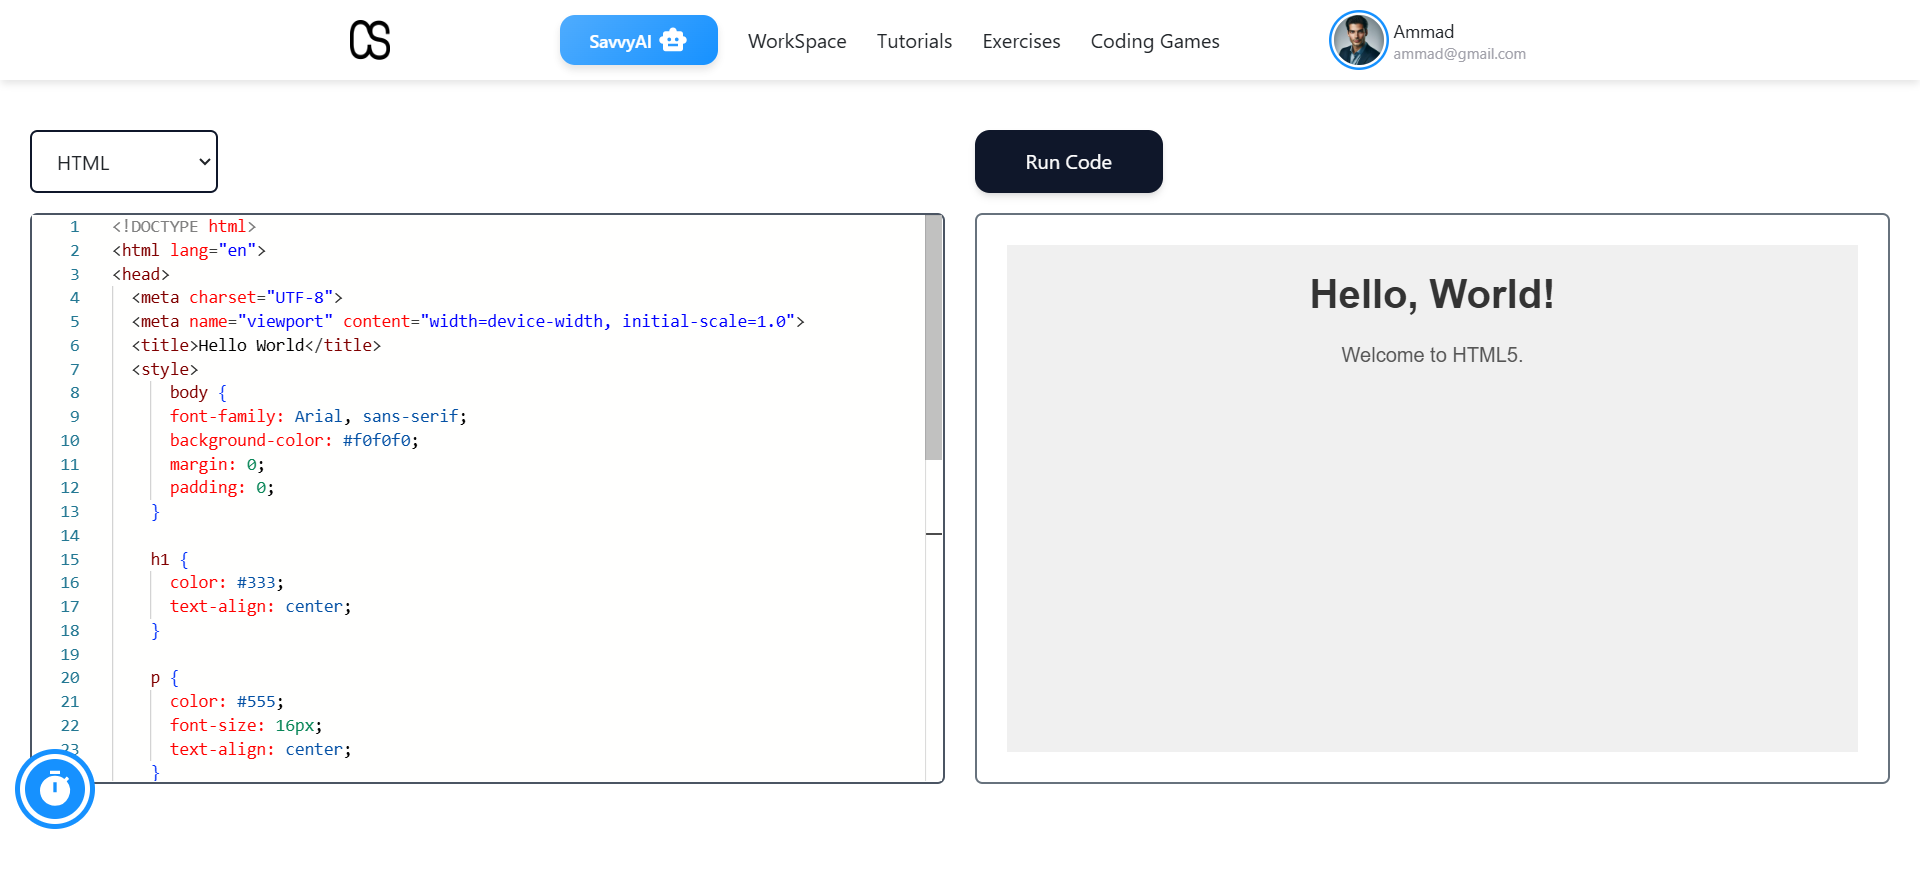 CS
SavvyAI
WorkSpace
Tutorials
Exercises
Coding Games
Ammad
ammad@gmail.com
HTML
Run Code
1 <!DOCTYPE html>
2 <html lang="en">
3 <head>
4 <meta charset="UTF-8">
5 <meta name="viewport" content="width=device-width, initial-scale=1.0">
6 <title>Hello World</title>
7 <style>
8 body {
9 font-family: Arial, sans-serif;
10 background-color: #f0f0f0;
11 margin: 0;
12 padding: 0;
13 }
14
15 h1 {
16 color: #333;
17 text-align: center;
18 }
19
20 p {
21 color: #555;
22 font-size: 16px;
23 text-align: center;
}
Hello, World!
Welcome to HTML5.